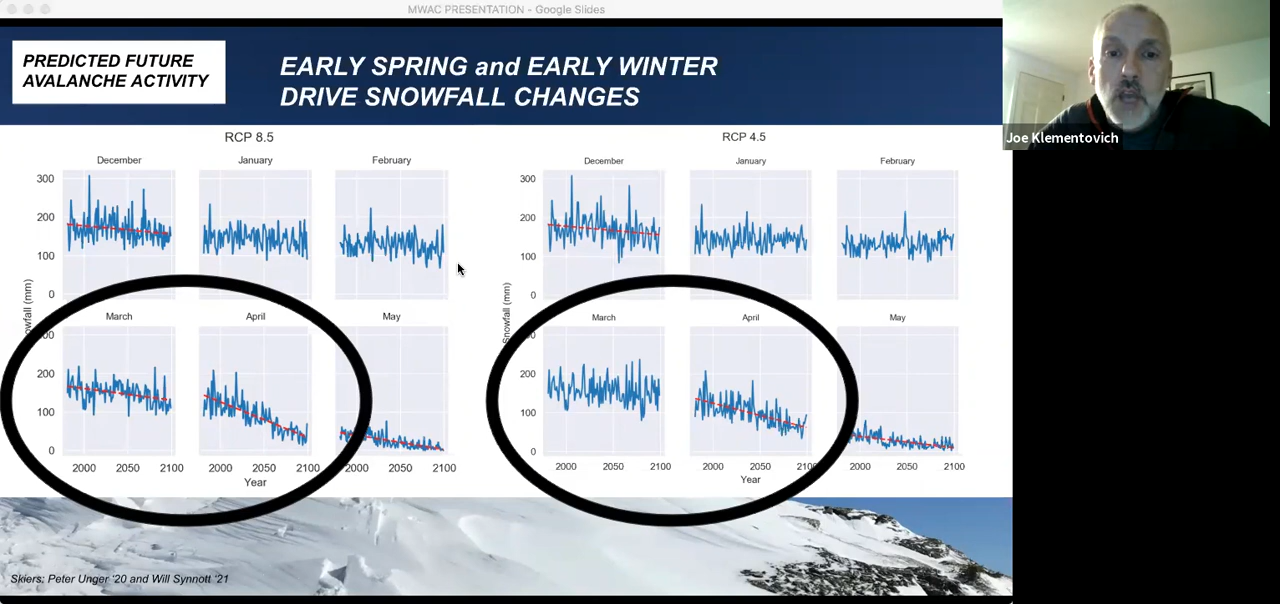 MWAC PRESENTATION - Google Slides
PREDICTED FUTURE
AVALANCHE ACTIVITY
EARLY SPRING and EARLY WINTER
DRIVE SNOWFALL CHANGES
Joe Klementovich
RCP 8.5
December
January
February
300
200
100
0
March
April
May
00
200
100
0
owfall (mm)
2000
2050
2100
2000
2050
2100
2000
2050
2100
Year
RCP 4.5
December
January
February
300
200
100
0
March
April
May
00
200
100
0
Snowfall (mm)
2000
2050
2100
2000
2050
210
2000
2050
2100
Year
Skiers: Peter Unger ‘20 and Will Synnott ‘21